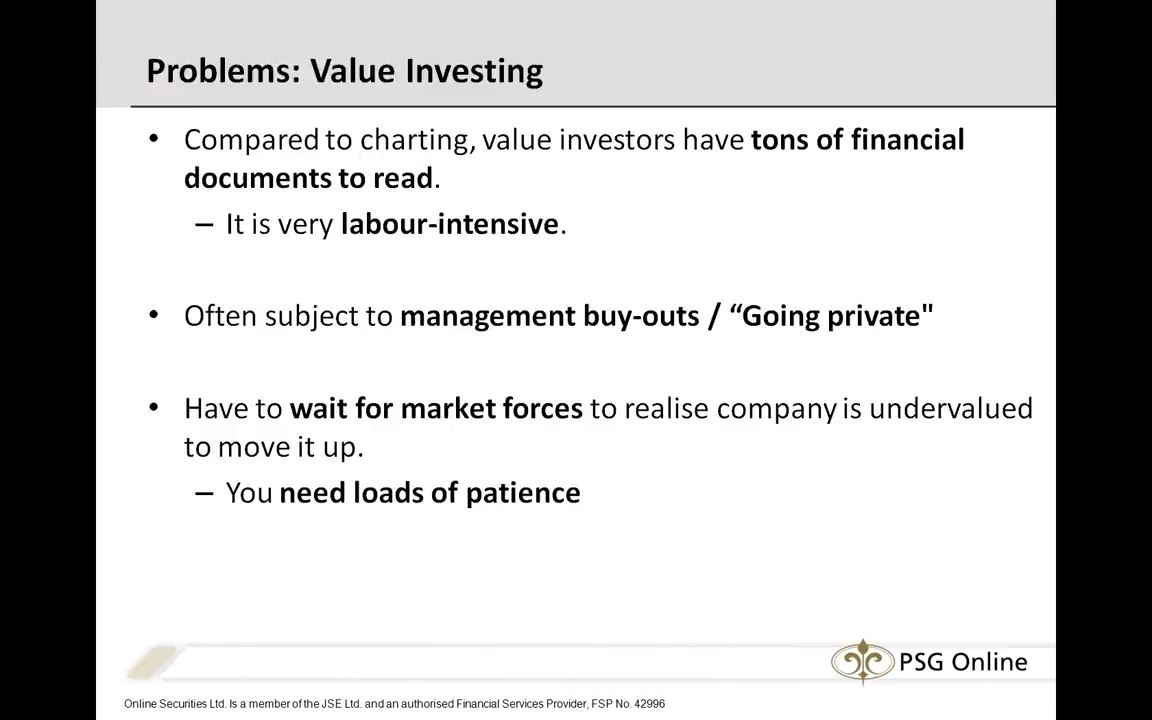 Problems: Value Investing
• Compared to charting, value investors have tons of financial
documents to read.
– It is very labour-intensive.
• Often subject to management buy-outs / “Going private"
• Have to wait for market forces to realise company is undervalued
to move it up.
– You need loads of patience
PSG Online
Online Securities Ltd. Is a member of the JSE Ltd. and an authorised Financial Services Provider, FSP No. 42996